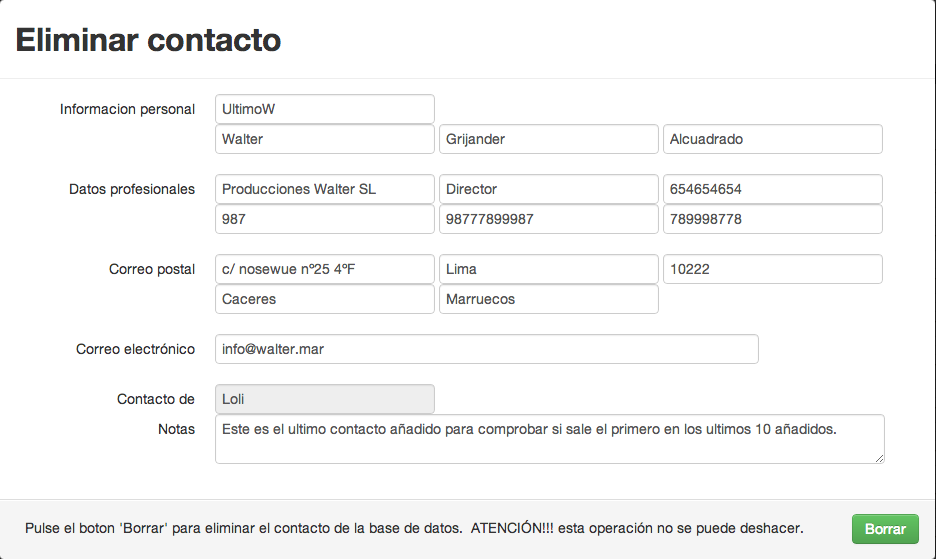 Eliminar contacto
Informacion personal UltimoW
Walter Grijander Alcuadrado
Datos profesionales Producciones Walter SL Director 654654654
987 98777899987 789998778
Correo postal c/ nosewue nº25 4ºF Lima 10222
Caceres Marruecos
Correo electrónico info@walter.mar
Contacto de Loli
Notas Este es el ultimo contacto añadido para comprobar si sale el primero en los ultimos 10 añadidos.
Pulse el boton 'Borrar' para eliminar el contacto de la base de datos. ATENCIÓN!!! esta operación no se puede deshacer. Borrar